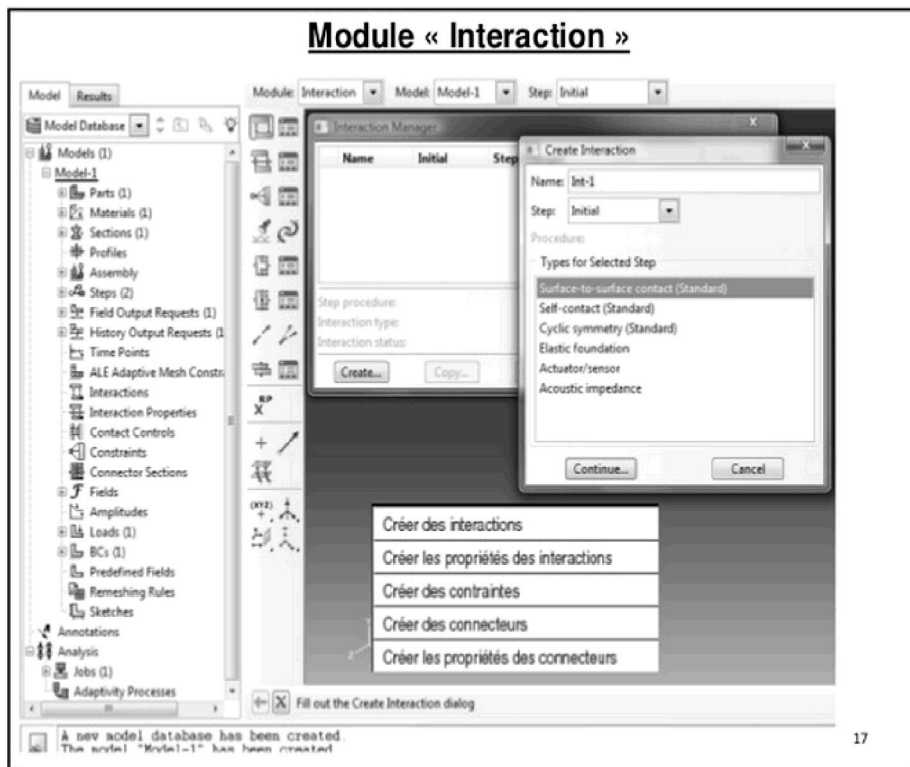 Module « Interaction »
Model Results
Module: Interaction Model: Model-1 Step: Initial
Model Database
Models (1)
Model-1
Parts (1)
Materials (1)
Sections (1)
Profiles
Assembly
Steps (2)
Field Output Requests (1)
History Output Requests (1
Time Points
ALE Adaptive Mesh Constra
Interactions
Interaction Properties
Contact Controls
Constraints
Connector Sections
Fields
Amplitudes
Loads (1)
BCs (1)
Predefined Fields
Remeshing Rules
Sketches
Annotations
Analysis
Jobs (1)
Adaptivity Processes
RP
(XYZ)
Interaction Manager
Name Initial Step
Step procedure:
Interaction type:
Interaction status:
Create... Copy...
Create Interaction
Name: Int-1
Step: Initial
Procedure:
Types for Selected Step
Surface-to-surface contact (Standard)
Self-contact (Standard)
Cyclic symmetry (Standard)
Elastic foundation
Actuator/sensor
Acoustic impedance
Continue... Cancel
Créer des interactions
Créer les propriétés des interactions
Créer des contraintes
Créer des connecteurs
Créer les propriétés des connecteurs
Fill out the Create Interaction dialog
A new model database has been created.
The model "Model-1" has been created
17